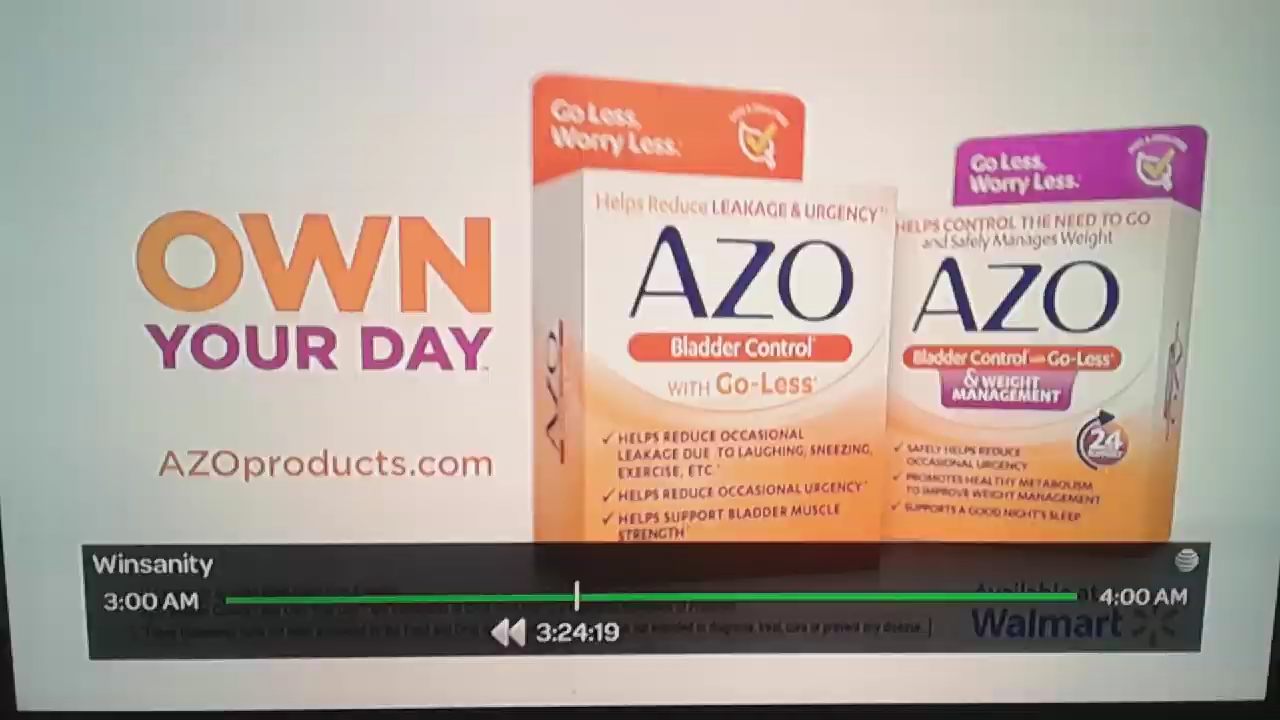 OWN
YOUR DAY
AZOproducts.com
Go Less,
Worry Less.
Helps Reduce LEAKAGE & URGENCY
AZO
AZO
Bladder Control
WITH Go-Less
✓ HELPS REDUCE OCCASIONAL
LEAKAGE DUE TO LAUGHING, SNEEZING,
EXERCISE, ETC
✓ HELPS REDUCE OCCASIONAL URGENCY
✓ HELPS SUPPORT BLADDER MUSCLE
STRENGTH
Go Less,
Worry Less.
HELPS CONTROL THE NEED TO GO
and Safely Manages Weight
AZO
Bladder Control Go-Less
& WEIGHT
MANAGEMENT
24
✓ SAFELY HELPS REDUCE
OCCASIONAL URGENCY
✓ PROMOTES HEALTHY METABOLISM
TO IMPROVE WEIGHT MANAGEMENT
✓ SUPPORTS A GOOD NIGHT'S SLEEP
Winsanity
3:00 AM
4:00 AM
3:24:19
Available at
Walmart